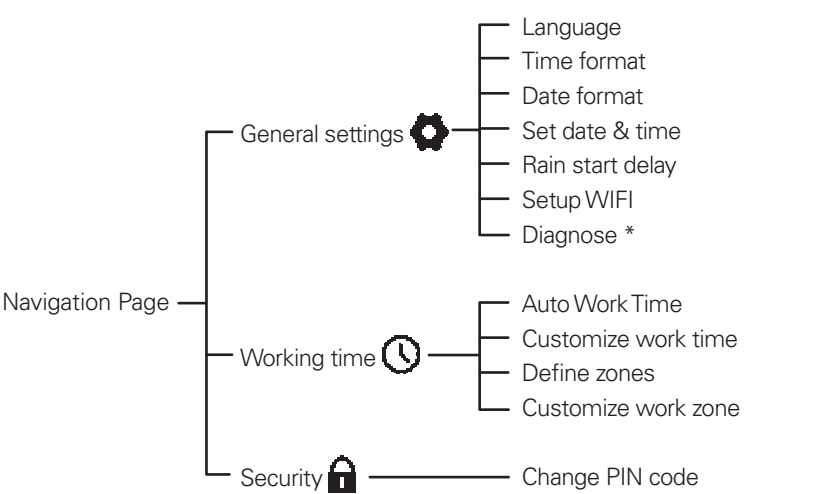 Navigation Page
General settings
Language
Time format
Date format
Set date & time
Rain start delay
Setup WIFI
Diagnose *
Working time
Auto Work Time
Customize work time
Define zones
Customize work zone
Security
Change PIN code